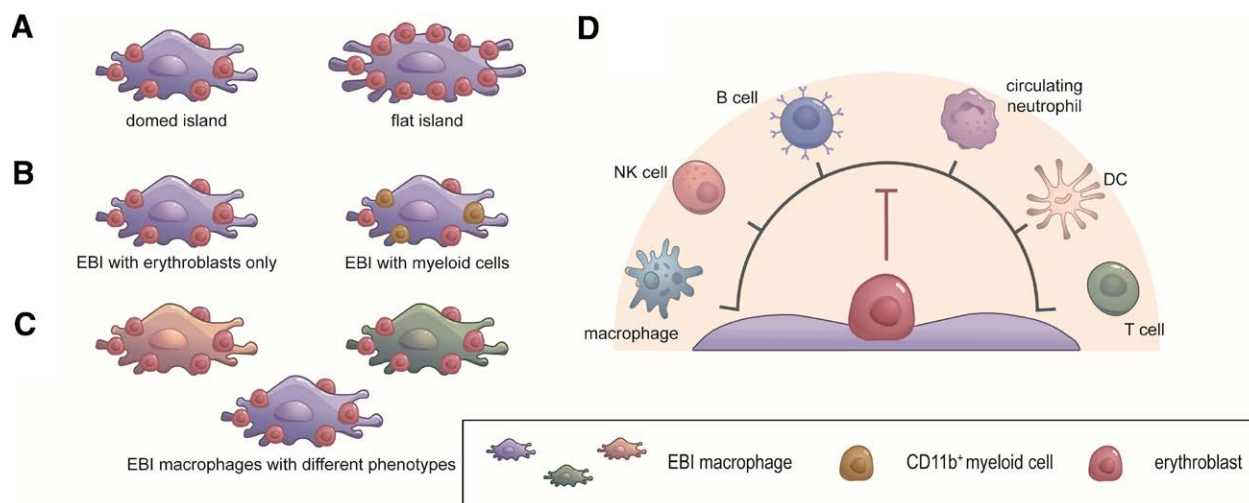 A
domed island
flat island
B
EBI with erythroblasts only
EBI with myeloid cells
C
EBI macrophages with different phenotypes
D
B cell
circulating
neutrophil
NK cell
DC
macrophage
T cell
EBI macrophage
CD11b⁺ myeloid cell
erythroblast